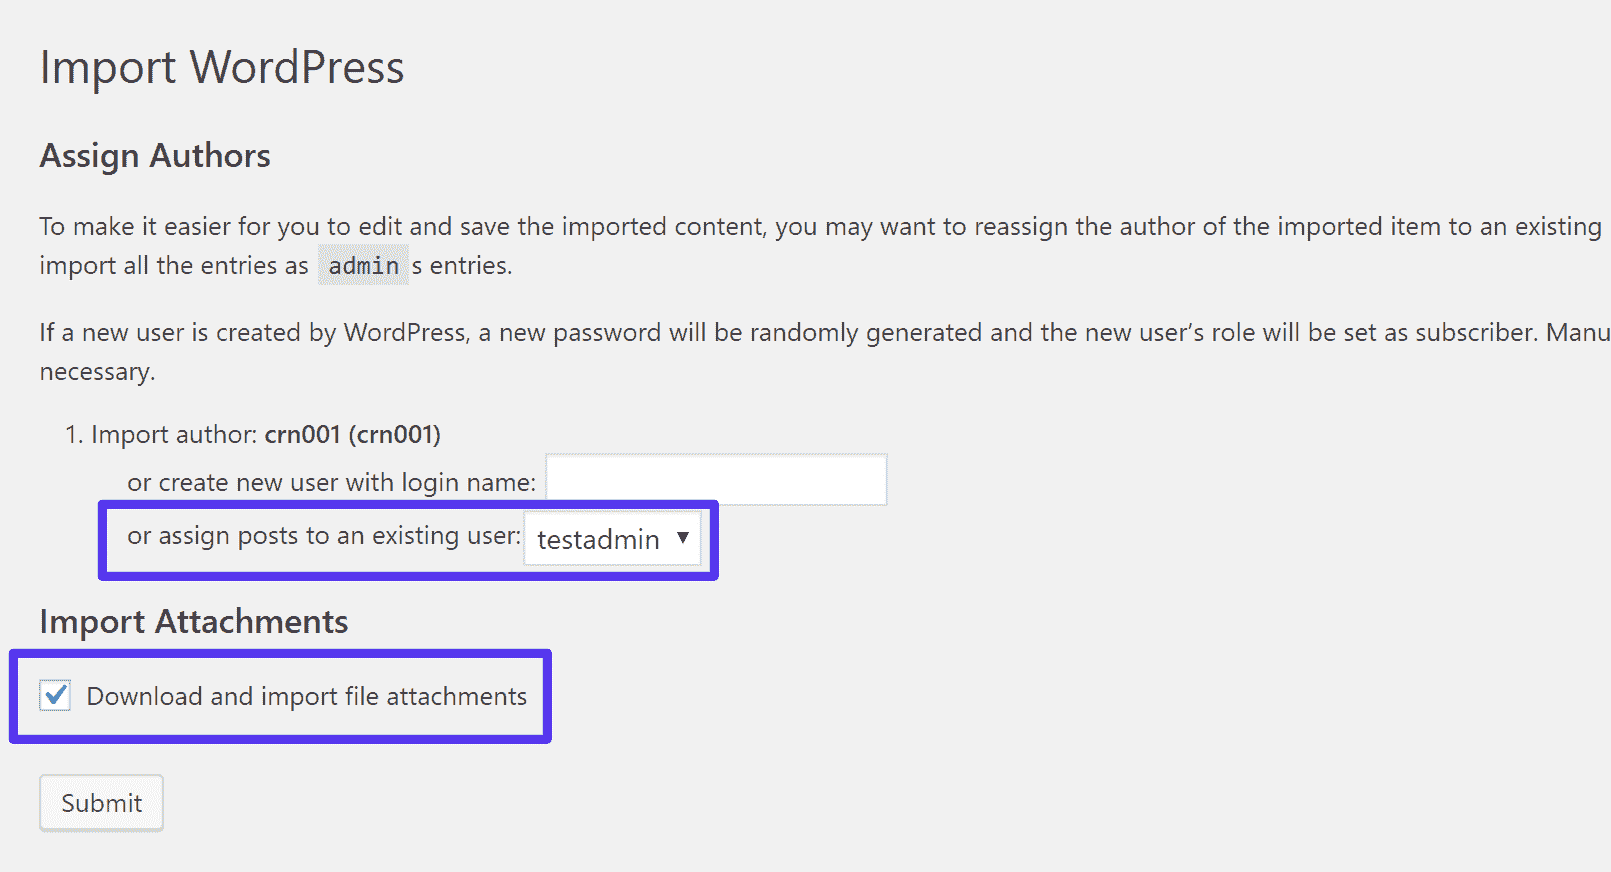 Import WordPress
Assign Authors
To make it easier for you to edit and save the imported content, you may want to reassign the author of the imported item to an existing
import all the entries as admin s entries.
If a new user is created by WordPress, a new password will be randomly generated and the new user’s role will be set as subscriber. Manu
necessary.
1. Import author: crn001 (crn001)
or create new user with login name:
or assign posts to an existing user: testadmin
Import Attachments
Download and import file attachments
Submit